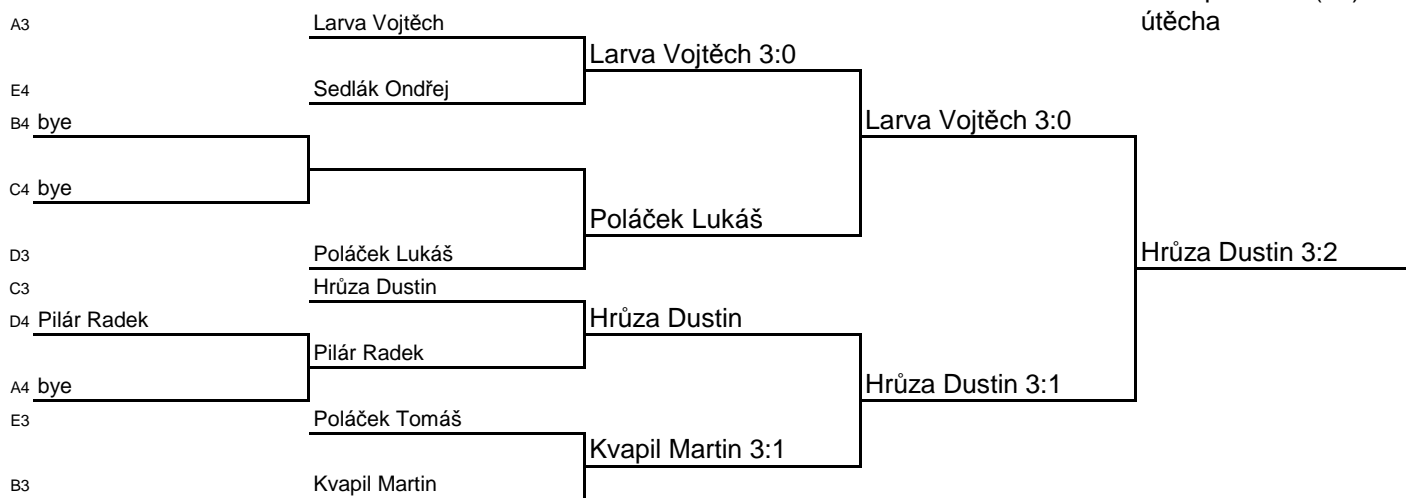 A3 Larva Vojtěch
útěcha
Larva Vojtěch 3:0
E4 Sedlák Ondřej
B4 bye
Larva Vojtěch 3:0
C4 bye
Poláček Lukáš
D3 Poláček Lukáš
Hrůza Dustin 3:2
C3 Hrůza Dustin
D4 Pilár Radek
Hrůza Dustin
Pilár Radek
A4 bye
Hrůza Dustin 3:1
E3 Poláček Tomáš
Kvapil Martin 3:1
B3 Kvapil Martin